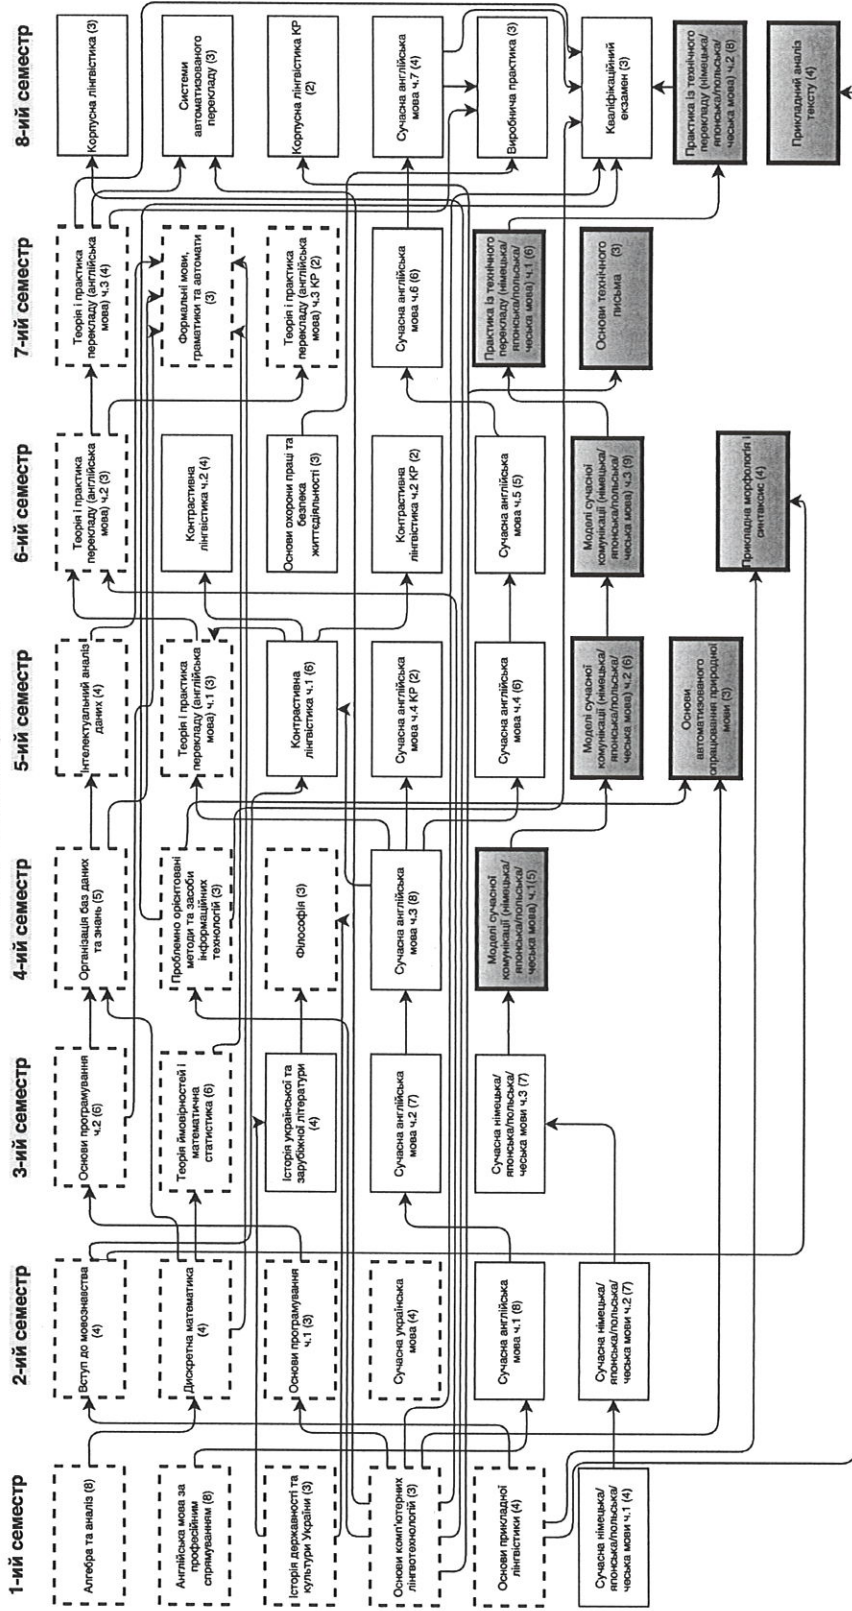 1-ий семестр
Алгебра та аналіз (8)
Англійська мова за
професійним
спрямуванням (8)
Історія державності та
культури України (3)
Основи комп'ютерних
лінгвотехнологій (3)
Основи прикладної
лінгвістики (4)
Сучасна німецька/
японська/польська/
чеська мови ч.1 (4)
2-ий семестр
Вступ до мовознавства
(4)
Дискретна математика
(4)
Основи програмування
ч.1 (3)
Сучасна українська
мова (4)
Сучасна англійська
мова ч.1 (8)
Сучасна німецька/
японська/польська/
чеська мови ч.2 (7)
3-ий семестр
Основи програмування
ч.2 (6)
Теорія ймовірностей і
математична
статистика (6)
Історія української та
зарубіжної літератури
(4)
Сучасна англійська
мова ч.2 (7)
Сучасна німецька/
японська/польська/
чеська мови ч.3 (7)
4-ий семестр
Організація баз даних
та знань (5)
Проблемно орієнтовані
методи та засоби
інформаційних
технологій (3)
Філософія (3)
Сучасна англійська
мова ч.3 (8)
Моделі сучасної
комунікації (німецька/
японська/польська/
чеська мова) ч.1(5)
5-ий семестр
Інтелектуальний аналіз
даних (4)
Теорія і практика
перекладу (англійська
мова) ч.1 (3)
Контрастивна
лінгвістика ч.1 (6)
Сучасна англійська
мова ч.4 КР (2)
Сучасна англійська
мова ч.4 (6)
Моделі сучасної
комунікації (німецька/
японська/польська/
чеська мова) ч.2 (6)
Основи
автоматизованого
опрацювання природної
мови (3)
6-ий семестр
Теорія і практика
перекладу (англійська
мова) ч.2 (3)
Контрастивна
лінгвістика ч.2 (4)
Основи охорони праці та
безпека
життєдіяльності (3)
Контрастивна
лінгвістика ч.2 КР (2)
Сучасна англійська
мова ч.5 (5)
Моделі сучасної
комунікації (німецька/
японська/польська/
чеська мова) ч.3 (9)
Прикладна морфологія і
синтаксис (4)
7-ий семестр
Теорія і практика
перекладу (англійська
мова) ч.3 (4)
Формальні мови,
граматики та автомати
(3)
Теорія і практика
перекладу (англійська
мова) ч.3 КР (2)
Сучасна англійська
мова ч.6 (6)
Практика із технічного
перекладу (німецька/
японська/польська/
чеська мова) ч.1 (6)
Основи технічного
письма (3)
8-ий семестр
Корпусна лінгвістика (3)
Системи
автоматизованого
перекладу (3)
Корпусна лінгвістика КР
(2)
Сучасна англійська
мова ч.7 (4)
Виробнича практика (3)
Кваліфікаційний
екзамен (3)
Практика із технічного
перекладу (німецька/
японська/польська/
чеська мова) ч.2 (8)
Прикладний аналіз
тексту (4)